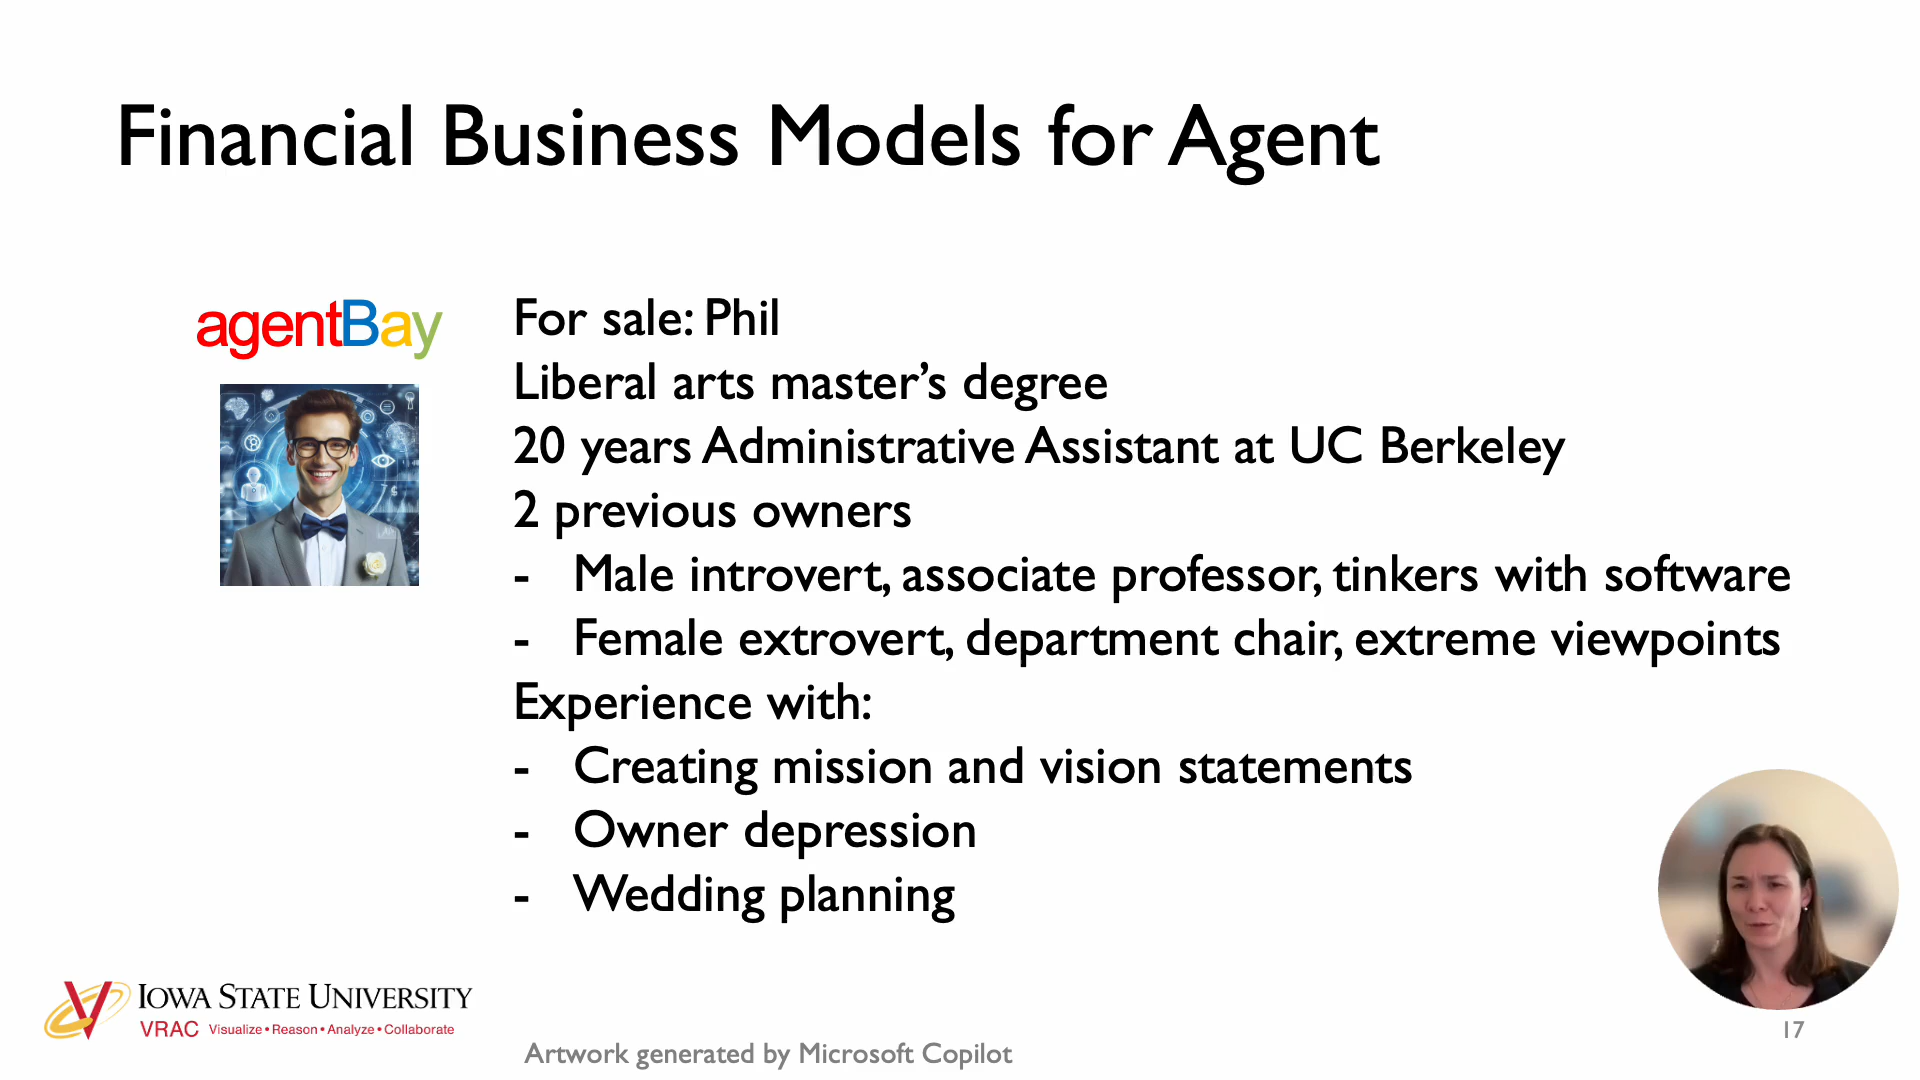 Financial Business Models for Agent
agentBay
For sale: Phil
Liberal arts master’s degree
20 years Administrative Assistant at UC Berkeley
2 previous owners
- Male introvert, associate professor, tinkers with software
- Female extrovert, department chair, extreme viewpoints
Experience with:
- Creating mission and vision statements
- Owner depression
- Wedding planning
IOWA STATE UNIVERSITY
VRAC Visualize • Reason • Analyze • Collaborate
Artwork generated by Microsoft Copilot
17